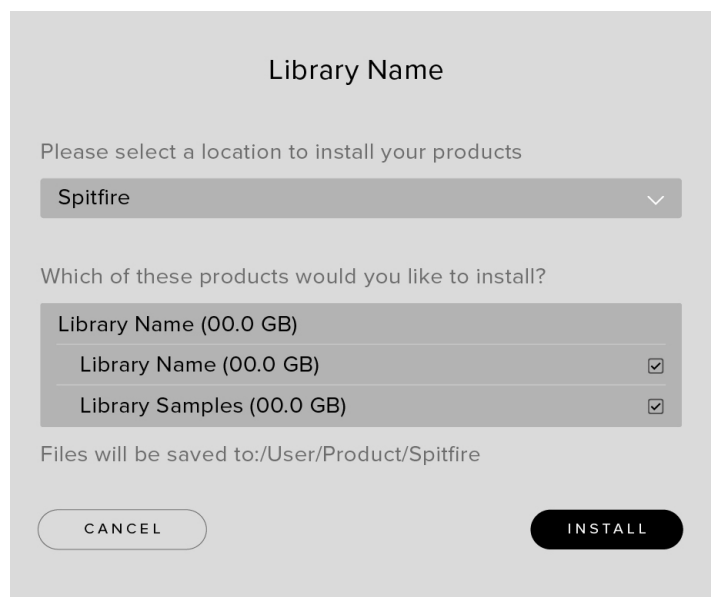 Library Name
Please select a location to install your products
Spitfire
Which of these products would you like to install?
Library Name (00.0 GB)
Library Name (00.0 GB)
Library Samples (00.0 GB)
Files will be saved to:/User/Product/Spitfire
CANCEL
INSTALL